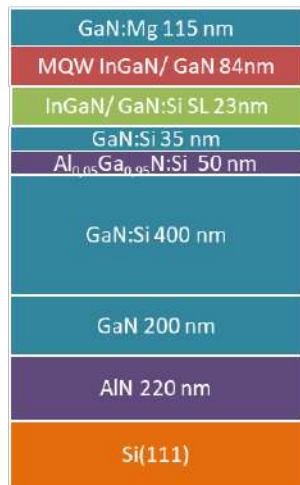 GaN:Mg 115 nm
MQW InGaN/ GaN 84nm
InGaN/ GaN:Si SL 23nm
GaN:Si 35 nm
Al₀,₀₅Ga₀,₉₅N:Si 50 nm
GaN:Si 400 nm
GaN 200 nm
AlN 220 nm
Si(111)